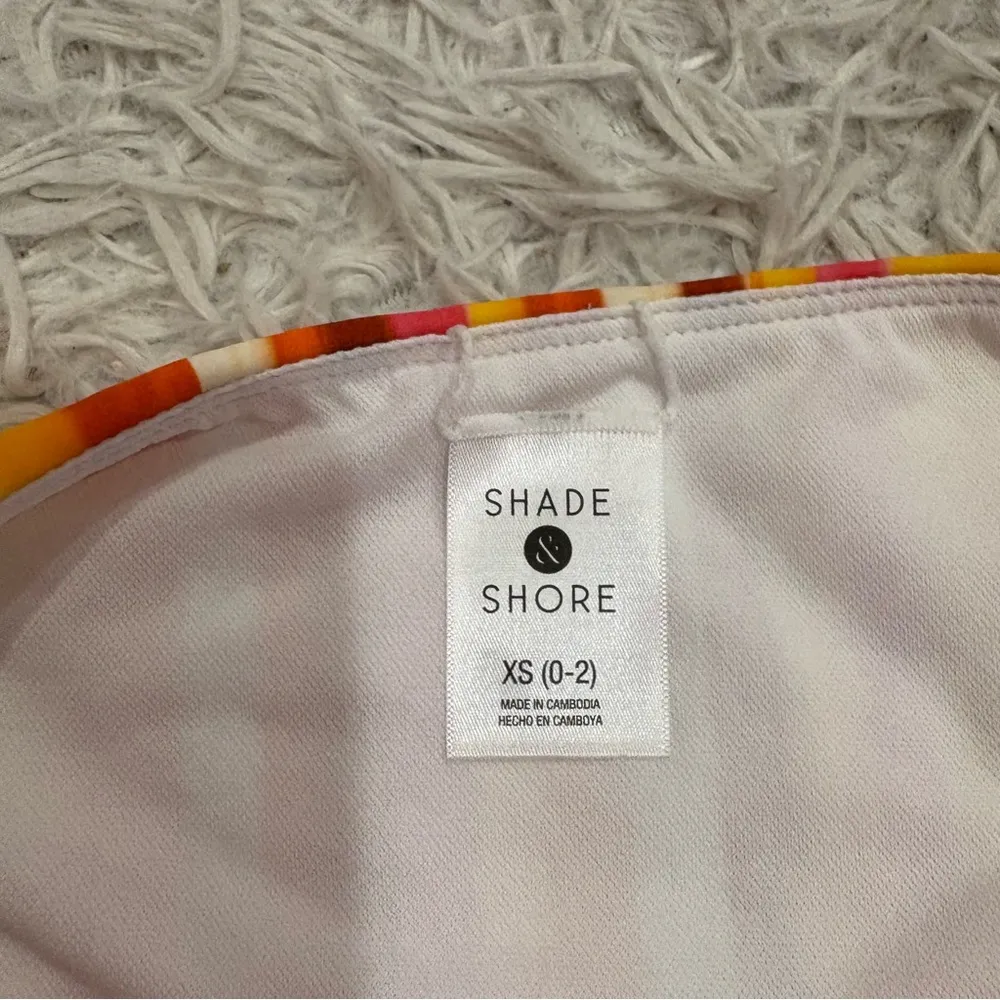 SHADE
&
SHORE
XS (0-2)
MADE IN CAMBODIA
HECHO EN CAMBOYA